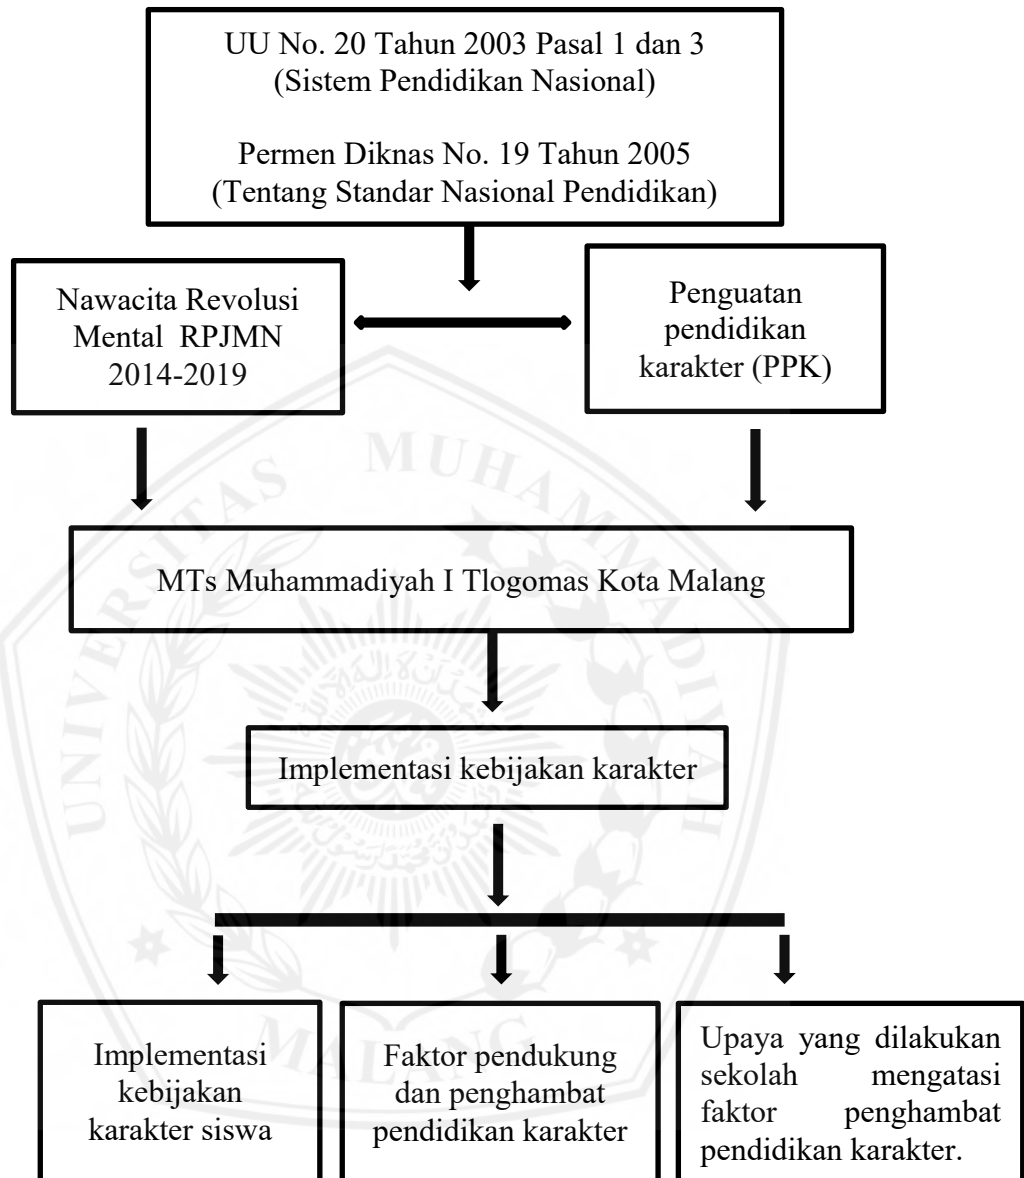 UU No. 20 Tahun 2003 Pasal 1 dan 3
(Sistem Pendidikan Nasional)
Permen Diknas No. 19 Tahun 2005
(Tentang Standar Nasional Pendidikan)
Nawacita Revolusi
Mental RPJMN
2014-2019
Penguatan
pendidikan
karakter (PPK)
UNIVERSITAS MUHAMMADIYAH
MTs Muhammadiyah I Tlogomas Kota Malang
Implementasi kebijakan karakter
Implementasi
kebijakan
karakter siswa
Faktor pendukung
dan penghambat
pendidikan karakter
Upaya yang dilakukan
sekolah mengatasi
faktor penghambat
pendidikan karakter.
MALANG